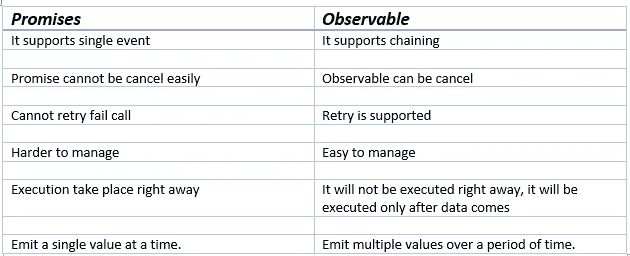 Promises Observable
It supports single event It supports chaining
Promise cannot be cancel easily Observable can be cancel
Cannot retry fail call Retry is supported
Harder to manage Easy to manage
Execution take place right away It will not be executed right away, it will be
executed only after data comes
Emit a single value at a time. Emit multiple values over a period of time.